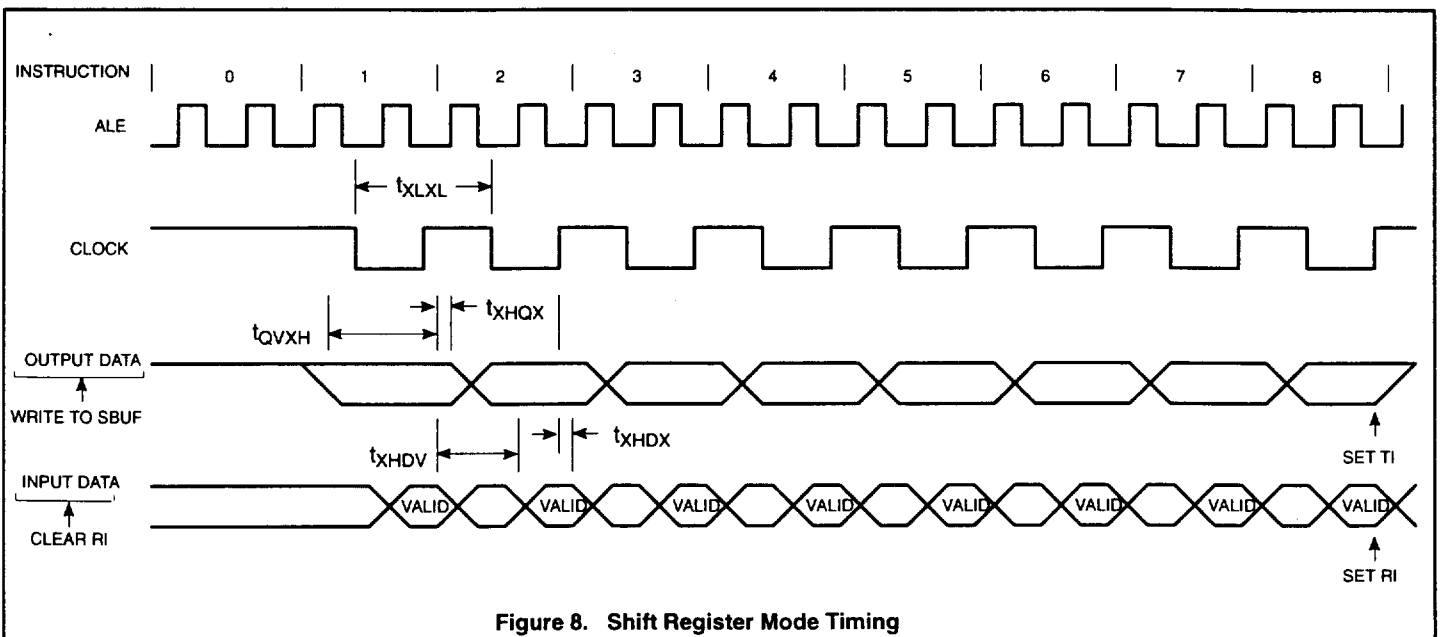 INSTRUCTION | 0 | 1 | 2 | 3 | 4 | 5 | 6 | 7 | 8 |
ALE
tXLXL
CLOCK
tXHQX
tQVXH
OUTPUT DATA
WRITE TO SBUF
tXHDX
tXHDV
SET TI
INPUT DATA
VALID VALID VALID VALID VALID VALID VALID VALID
CLEAR RI
SET RI
Figure 8. Shift Register Mode Timing